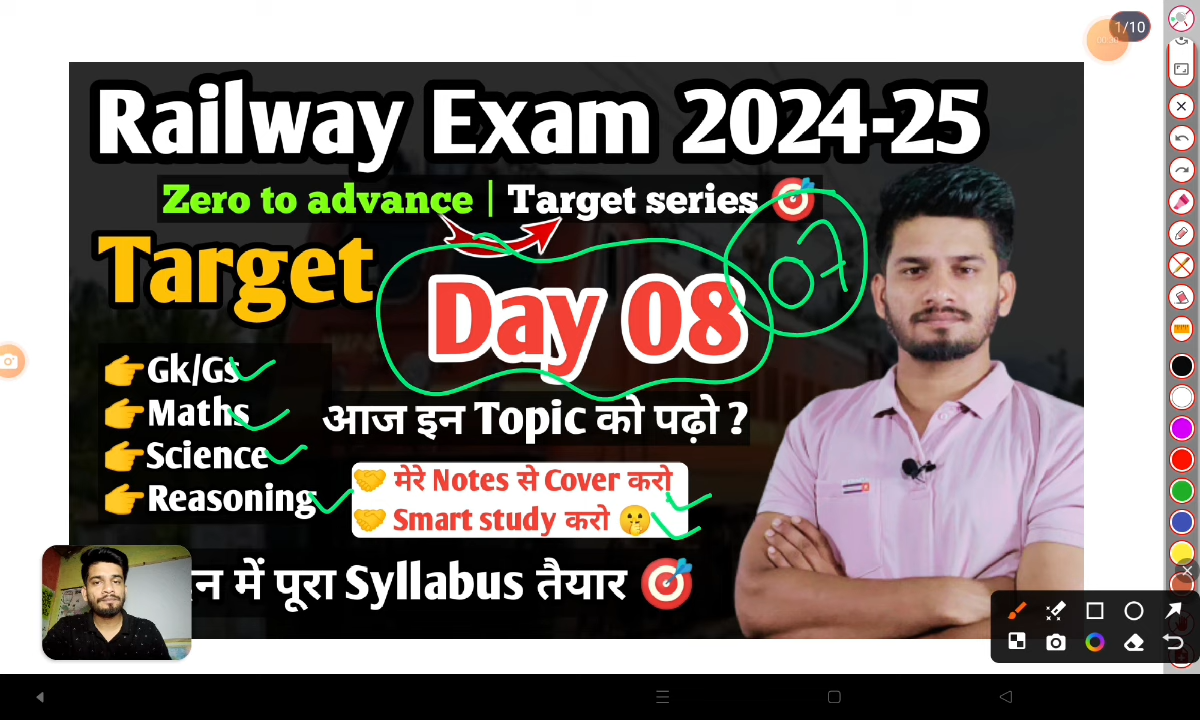 1/10
Railway Exam 2024-25
Zero to advance | Target series
Target
Day 08
07
Gk/Gs
Maths
Science
Reasoning
आज इन Topic को पढ़ो ?
मेरे Notes से Cover करो
Smart study करो
में पूरा Syllabus तैयार